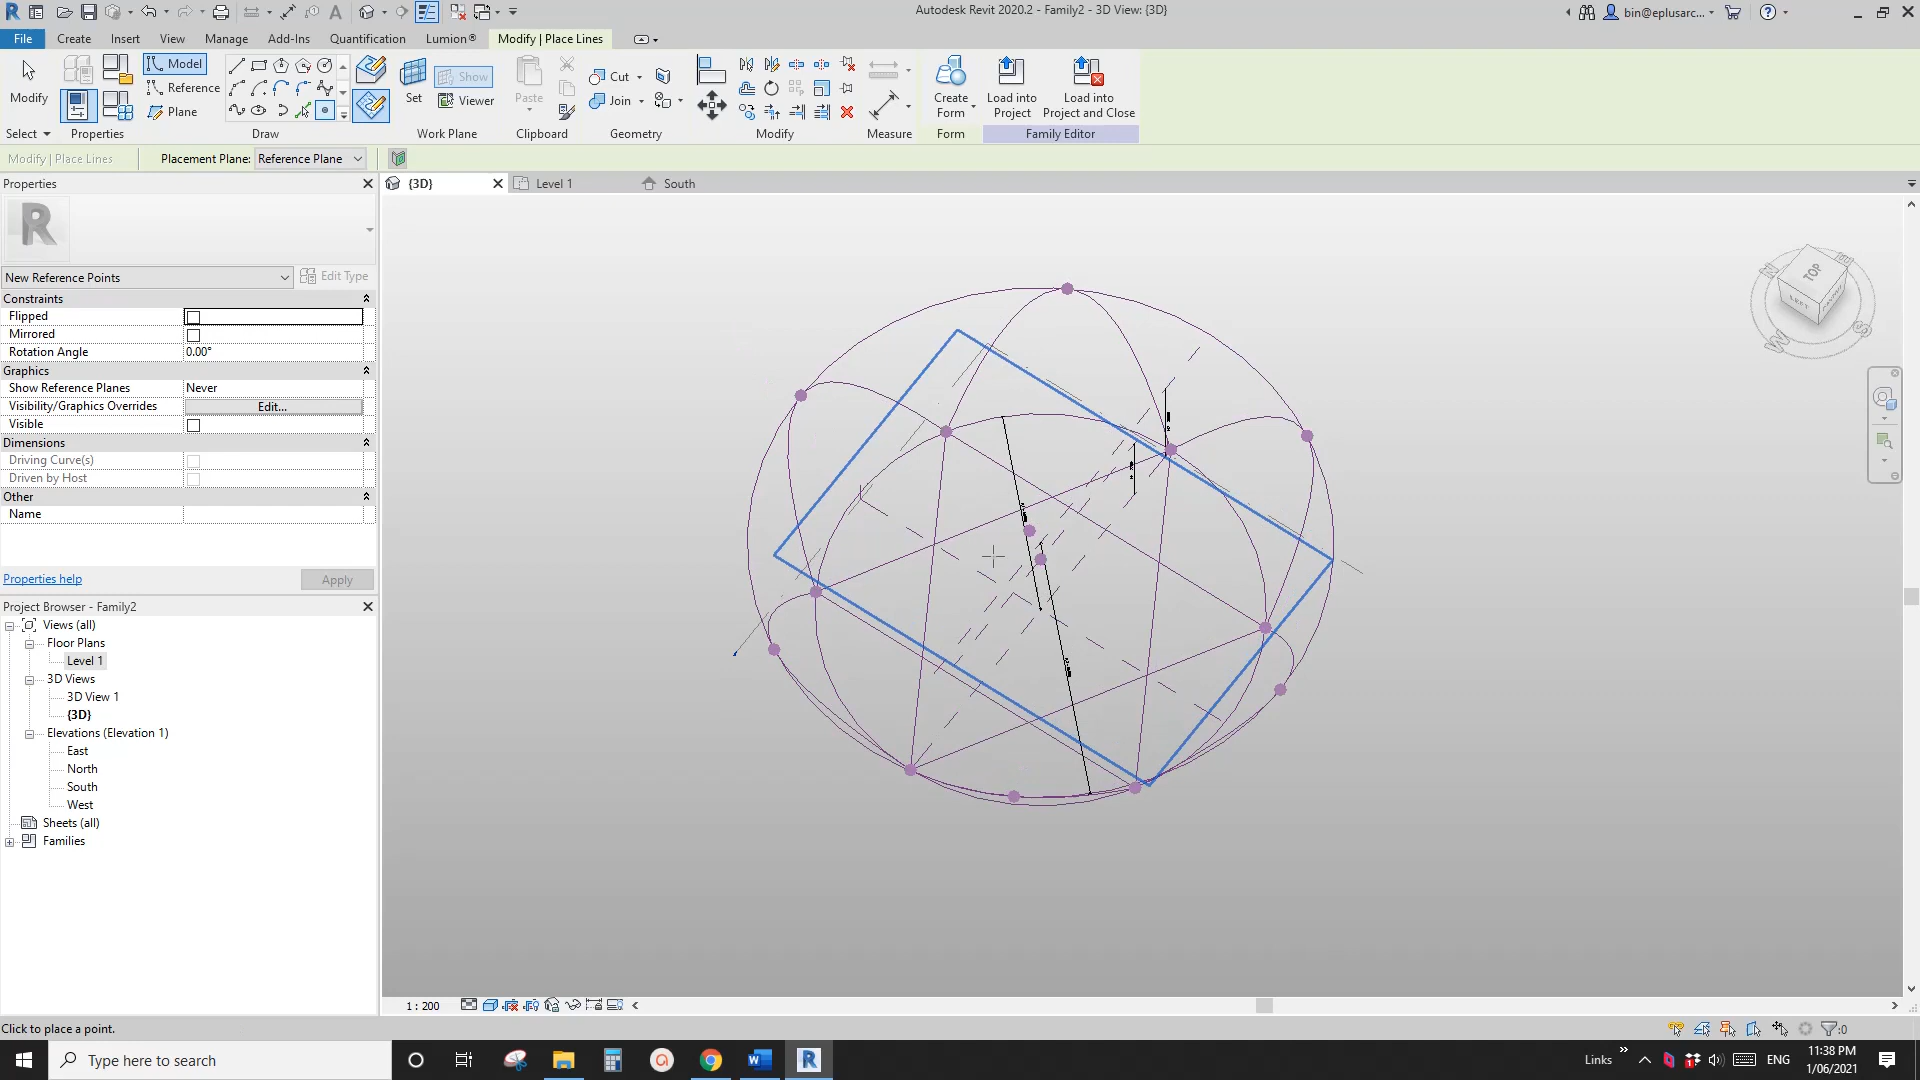 Autodesk Revit 2020.2 - Family2 - 3D View: {3D}
bin@eplusarc...
File Create Insert View Manage Add-Ins Quantification Lumion® Modify | Place Lines
Modify
Model
Reference
Plane
Set
Show
Viewer
Paste
Cut
Join
Create
Form
Load into
Project
Load into
Project and Close
Select Properties Draw Work Plane Clipboard Geometry Modify Measure Form Family Editor
Modify | Place Lines Placement Plane: Reference Plane
Properties
{3D} Level 1 South
R
New Reference Points Edit Type
Constraints
Flipped
Mirrored
Rotation Angle 0.00°
Graphics
Show Reference Planes Never
Visibility/Graphics Overrides Edit...
Visible
Dimensions
Driving Curve(s)
Driven by Host
Other
Name
Properties help Apply
Project Browser - Family2
Views (all)
Floor Plans
Level 1
3D Views
3D View 1
{3D}
Elevations (Elevation 1)
East
North
South
West
Sheets (all)
Families
TOP
LEFT
N
E
S
W
1 : 200
Click to place a point.
:0
Type here to search
Links
ENG
11:38 PM
1/06/2021